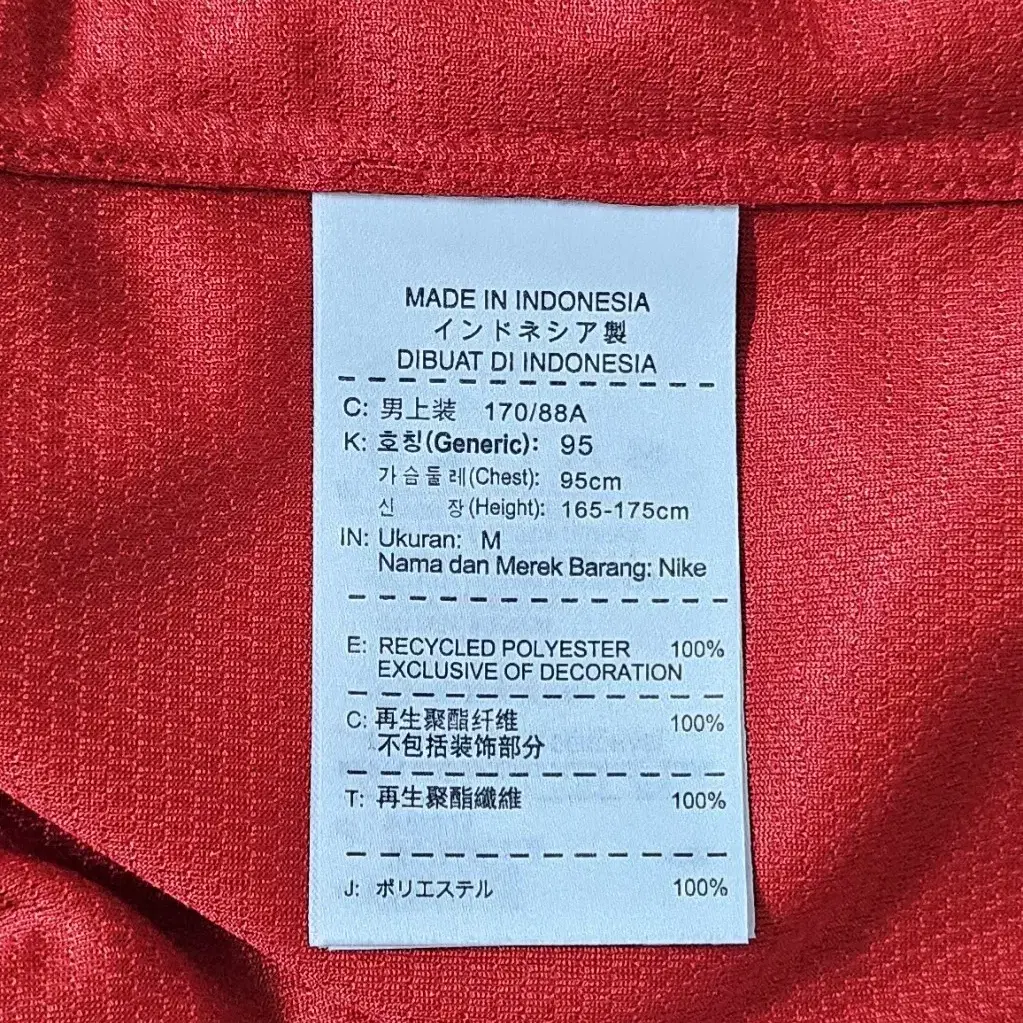 MADE IN INDONESIA
インドネシア製
DIBUAT DI INDONESIA
C: 男上装 170/88A
K: 호칭(Generic): 95
가슴둘레(Chest): 95cm
신 장(Height): 165-175cm
IN: Ukuran: M
Nama dan Merek Barang: Nike
E: RECYCLED POLYESTER 100%
EXCLUSIVE OF DECORATION
C: 再生聚酯纤维 100%
不包括装饰部分
T: 再生聚酯纖維 100%
J: ポリエステル 100%